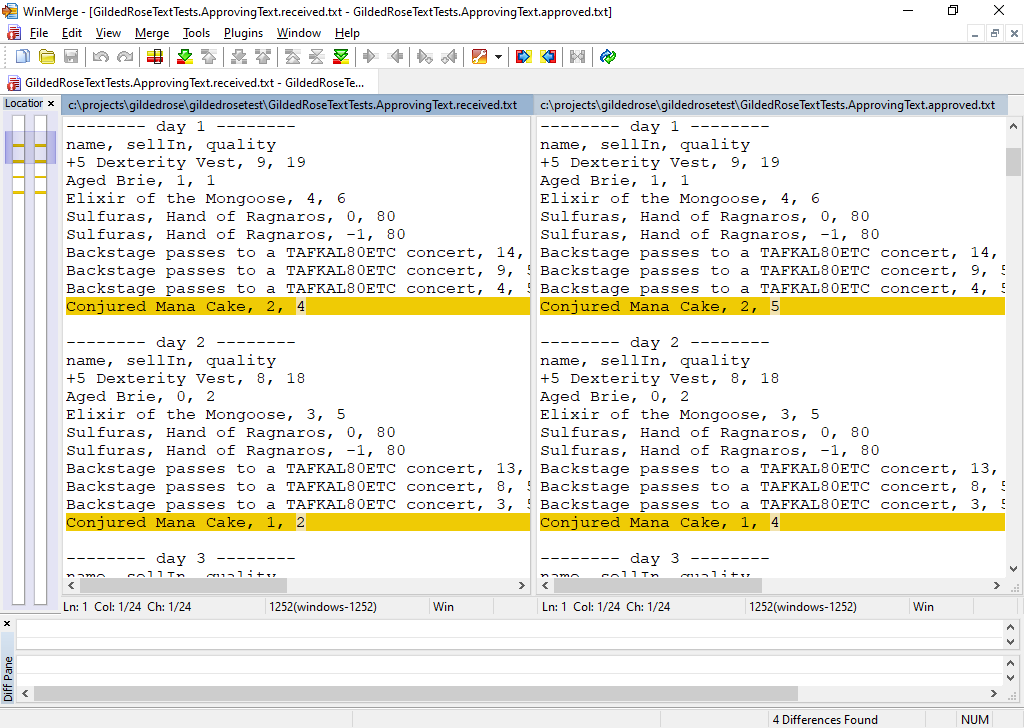 WinMerge - [GildedRoseTextTests.ApprovingText.received.txt - GildedRoseTextTests.ApprovingText.approved.txt]
File Edit View Merge Tools Plugins Window Help
GildedRoseTextTests.ApprovingText.received.txt - GildedRoseTe...
Location
c:\projects\gildedrose\gildedrosetest\GildedRoseTextTests.ApprovingText.received.txt
-------- day 1 --------
name, sellIn, quality
+5 Dexterity Vest, 9, 19
Aged Brie, 1, 1
Elixir of the Mongoose, 4, 6
Sulfuras, Hand of Ragnaros, 0, 80
Sulfuras, Hand of Ragnaros, -1, 80
Backstage passes to a TAFKAL80ETC concert, 14,
Backstage passes to a TAFKAL80ETC concert, 9,
Backstage passes to a TAFKAL80ETC concert, 4,
Conjured Mana Cake, 2, 4
-------- day 2 --------
name, sellIn, quality
+5 Dexterity Vest, 8, 18
Aged Brie, 0, 2
Elixir of the Mongoose, 3, 5
Sulfuras, Hand of Ragnaros, 0, 80
Sulfuras, Hand of Ragnaros, -1, 80
Backstage passes to a TAFKAL80ETC concert, 13,
Backstage passes to a TAFKAL80ETC concert, 8,
Backstage passes to a TAFKAL80ETC concert, 3,
Conjured Mana Cake, 1, 2
-------- day 3 --------
name, sellIn, quality
Ln: 1 Col: 1/24 Ch: 1/24 1252(windows-1252) Win
c:\projects\gildedrose\gildedrosetest\GildedRoseTextTests.ApprovingText.approved.txt
-------- day 1 --------
name, sellIn, quality
+5 Dexterity Vest, 9, 19
Aged Brie, 1, 1
Elixir of the Mongoose, 4, 6
Sulfuras, Hand of Ragnaros, 0, 80
Sulfuras, Hand of Ragnaros, -1, 80
Backstage passes to a TAFKAL80ETC concert, 14,
Backstage passes to a TAFKAL80ETC concert, 9,
Backstage passes to a TAFKAL80ETC concert, 4,
Conjured Mana Cake, 2, 5
-------- day 2 --------
name, sellIn, quality
+5 Dexterity Vest, 8, 18
Aged Brie, 0, 2
Elixir of the Mongoose, 3, 5
Sulfuras, Hand of Ragnaros, 0, 80
Sulfuras, Hand of Ragnaros, -1, 80
Backstage passes to a TAFKAL80ETC concert, 13,
Backstage passes to a TAFKAL80ETC concert, 8,
Backstage passes to a TAFKAL80ETC concert, 3,
Conjured Mana Cake, 1, 4
-------- day 3 --------
name, sellIn, quality
Ln: 1 Col: 1/24 Ch: 1/24 1252(windows-1252) Win
Diff Pane
4 Differences Found NUM